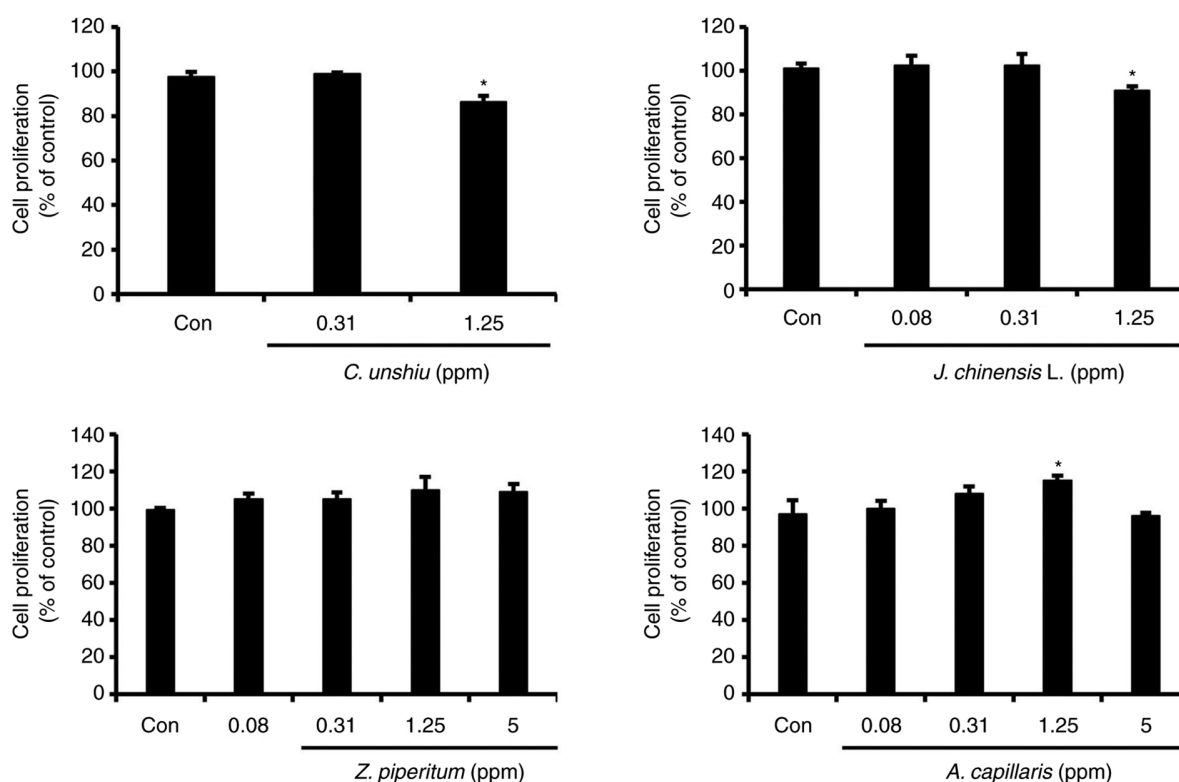 Cell proliferation
(% of control)
120
100
80
60
40
20
0
*
Con 0.31 1.25
C. unshiu (ppm)
Cell proliferation
(% of control)
120
100
80
60
40
20
0
*
Con 0.08 0.31 1.25
J. chinensis L. (ppm)
Cell proliferation
(% of control)
140
120
100
80
60
40
20
0
Con 0.08 0.31 1.25 5
Z. piperitum (ppm)
Cell proliferation
(% of control)
140
120
100
80
60
40
20
0
*
Con 0.08 0.31 1.25 5
A. capillaris (ppm)